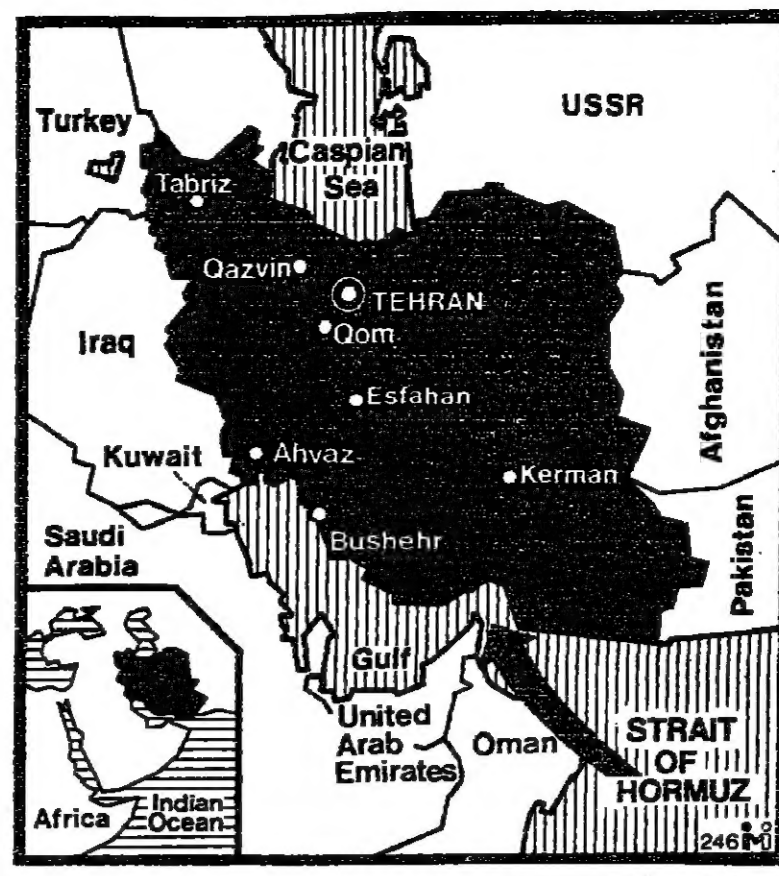 USSR
Turkey
Caspian
Sea
Tabriz
Qazvin
TEHRAN
Qom
Iraq
Afghanistan
Esfahan
Kuwait
Ahvaz
Kerman
Saudi
Arabia
Bushehr
Pakistan
Gulf
United
Arab
Emirates
Oman
STRAIT
OF
HORMUZ
Africa
Indian
Ocean
246